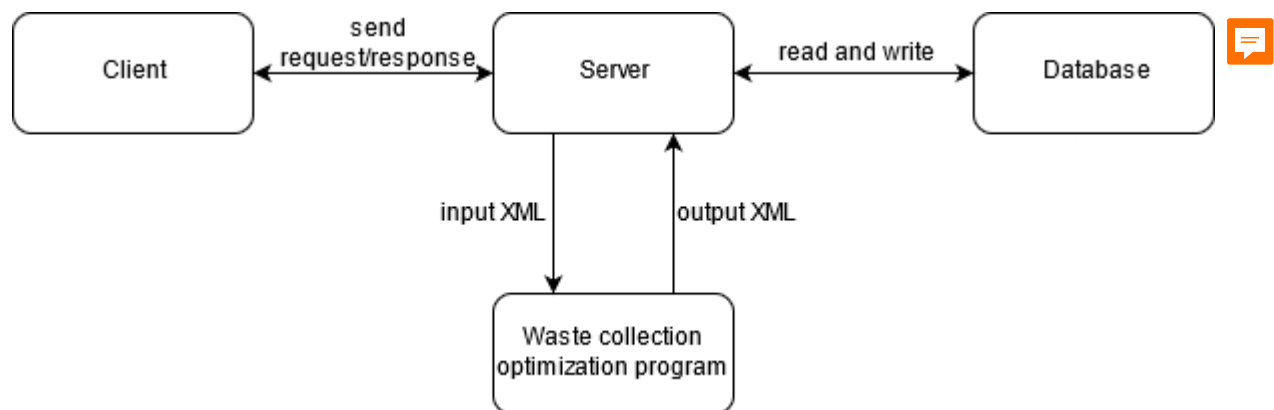 send
request/response
Client
Server
read and write
Database
input XML
output XML
Waste collection
optimization program